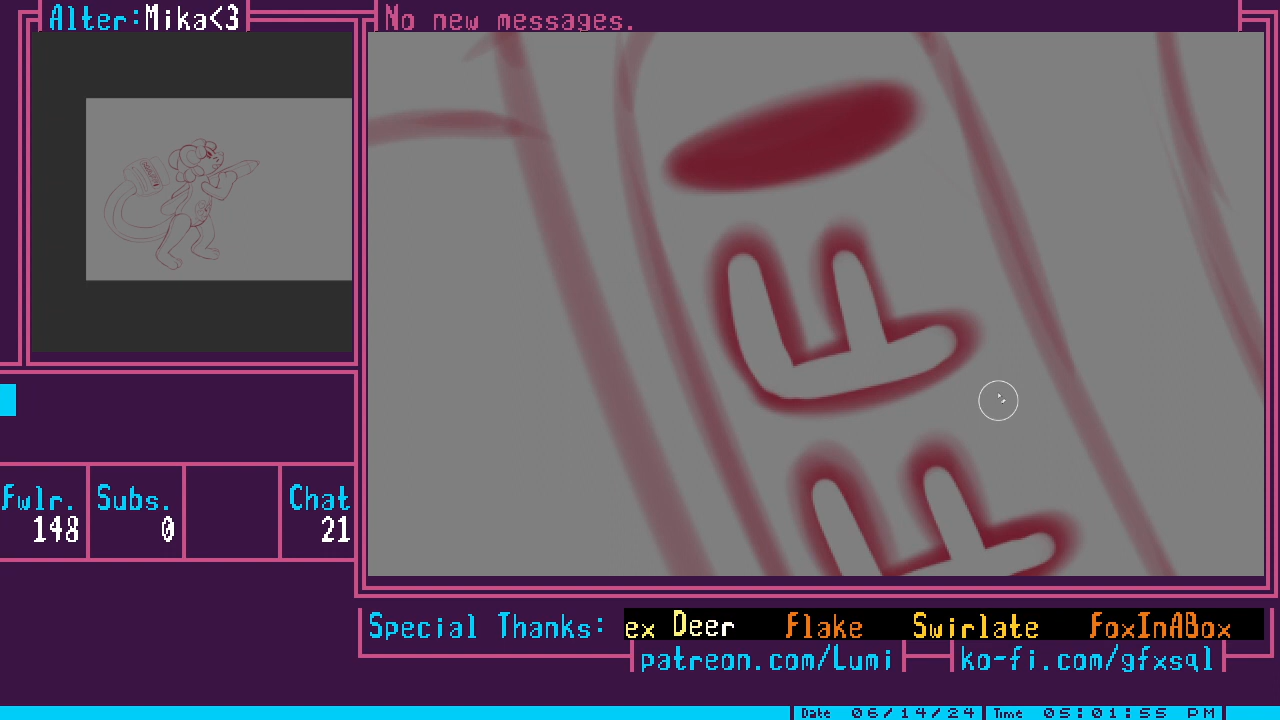 Alter:Mika<3
No new messages.
Fwlr.
148
Subs.
0
Chat
21
FF
Special Thanks: ex Deer Flake Swirlate FoxInABox
patreon.com/Lumi
ko-fi.com/gfxsql
Date 06/14/24 Time 05:01:55 PM